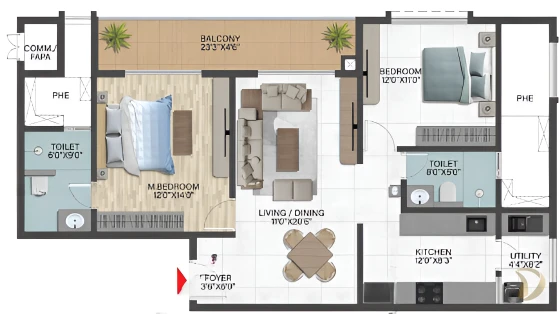 BALCONY
23'3"X4'6"
COMM./
FAPA
PHE
BEDROOM
12'0"X11'0"
PHE
TOILET
6'0"X9'0"
M.BEDROOM
12'0"X14'0"
TOILET
8'0"X5'0"
LIVING / DINING
11'0"X20'6"
KITCHEN
12'0"X8'3"
UTILITY
4'4"X8'2"
FOYER
3'6"X6'0"